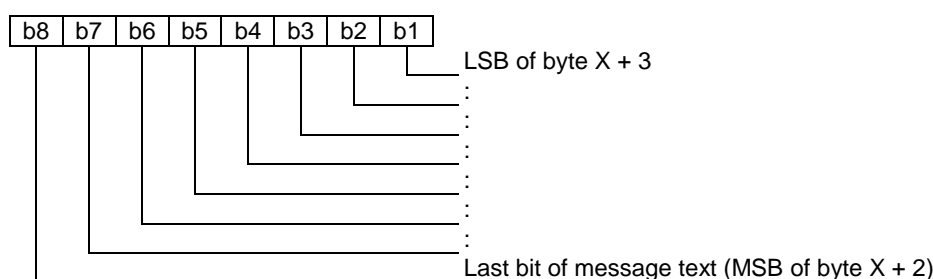 b8 b7 b6 b5 b4 b3 b2 b1
LSB of byte X + 3
:
:
:
:
:
:
Last bit of message text (MSB of byte X + 2)